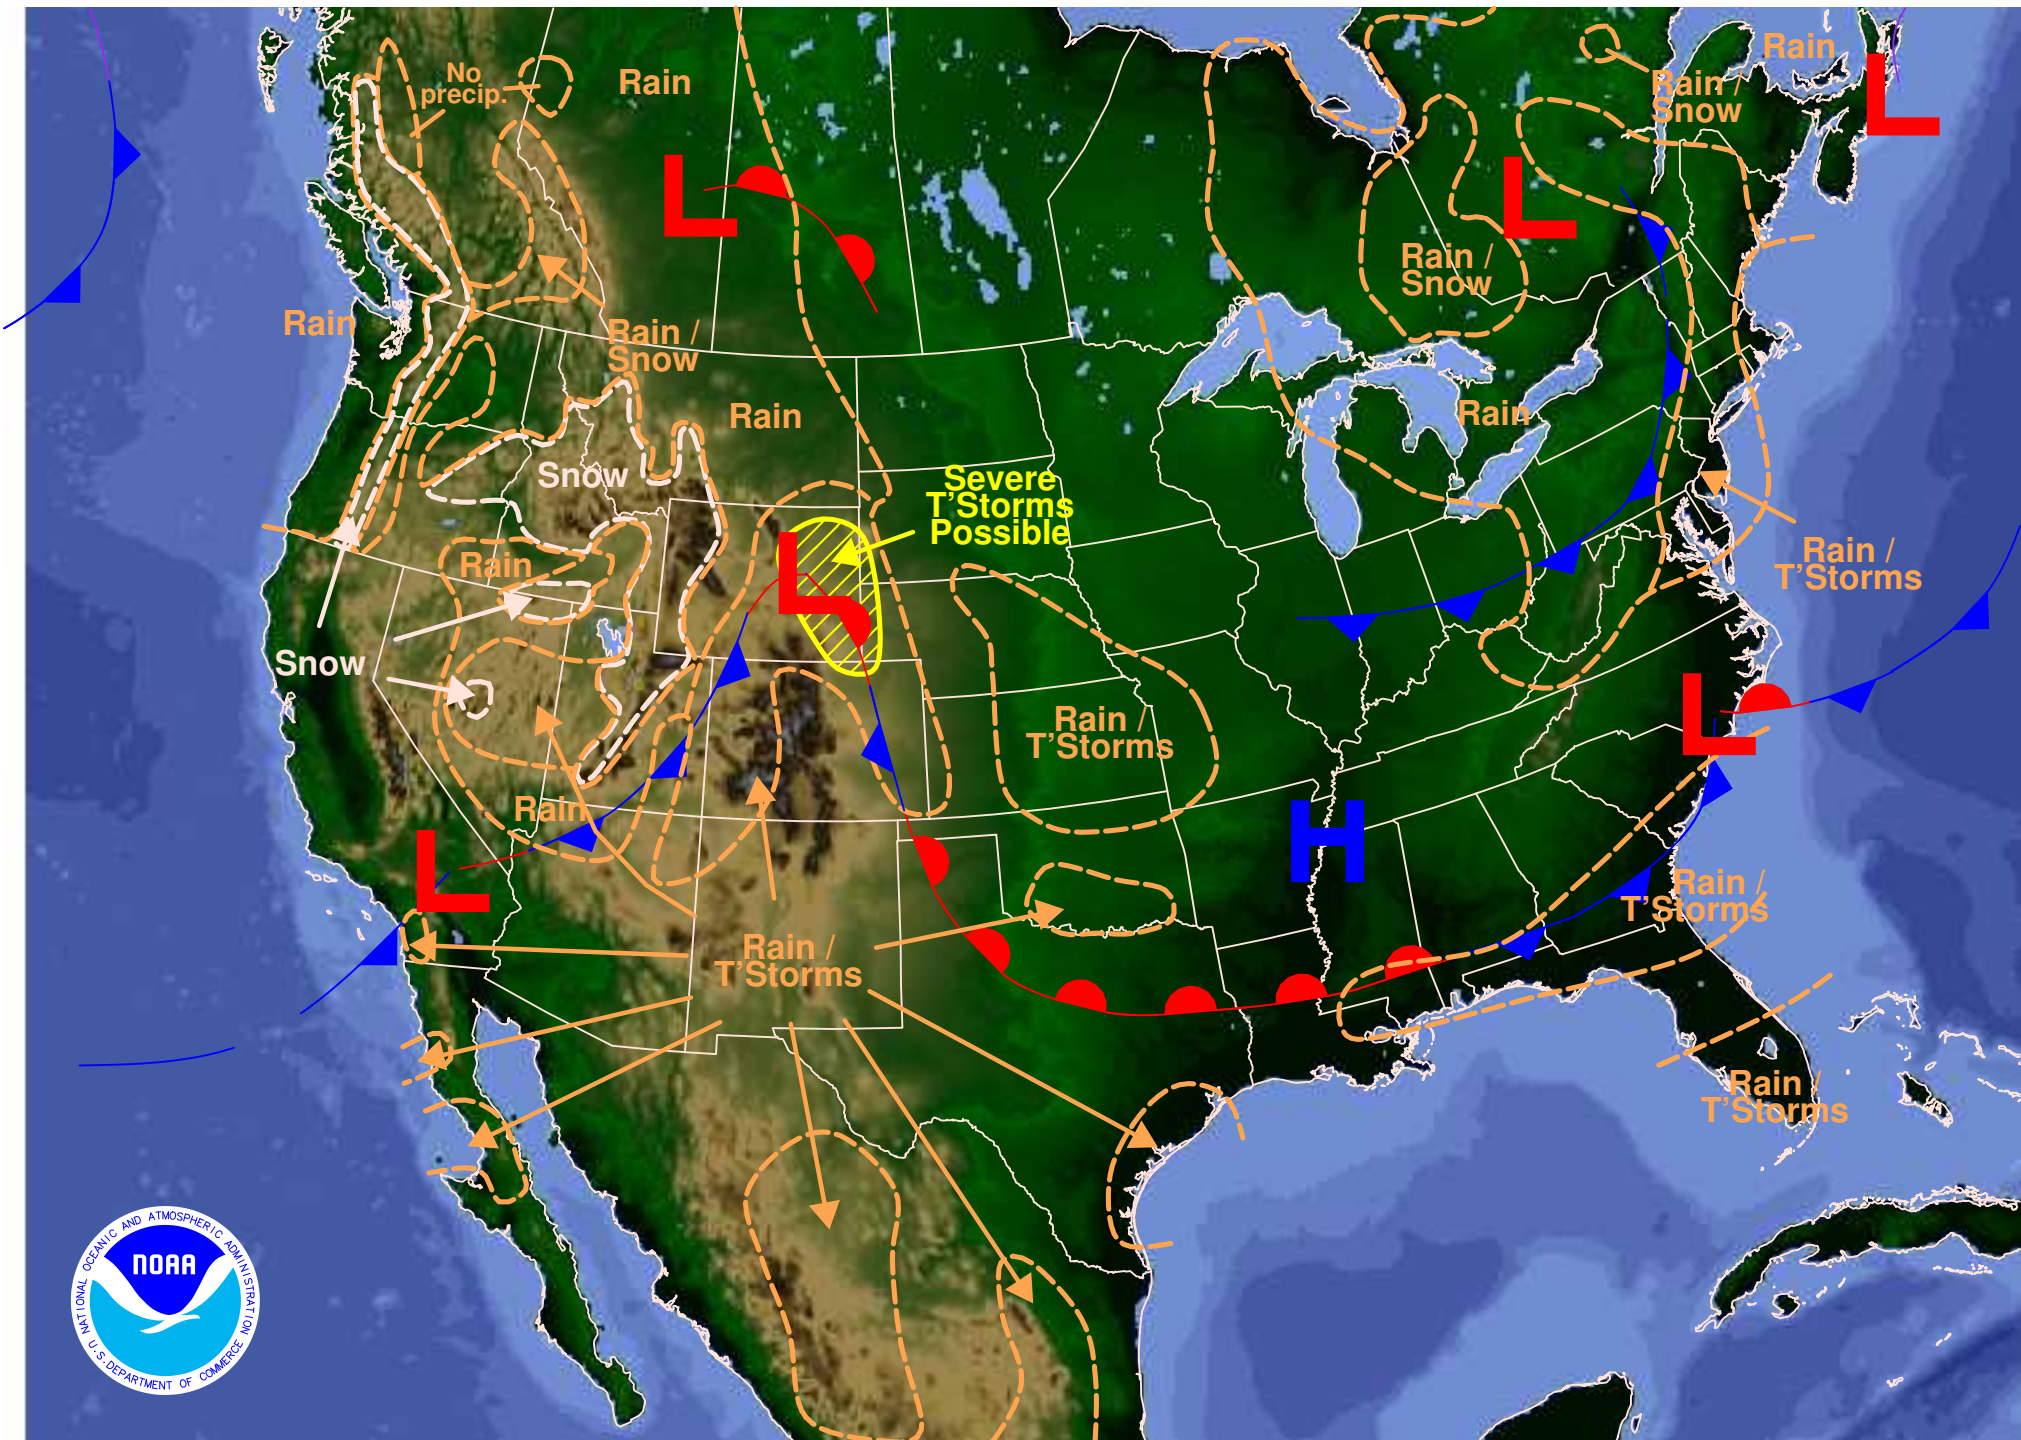 Rain
No
precip.
Rain
Rain /
Snow
L
L
L
Rain /
Snow
Rain
Rain /
Snow
Rain
Rain
Snow
Severe
T'Storms
Possible
Rain
L
Rain /
T'Storms
Snow
Rain /
T'Storms
L
Rain
H
L
Rain /
T'Storms
Rain /
T'Storms
Rain /
T'Storms
NATIONAL OCEANIC AND ATMOSPHERIC ADMINISTRATION
NOAA
U.S. DEPARTMENT OF COMMERCE